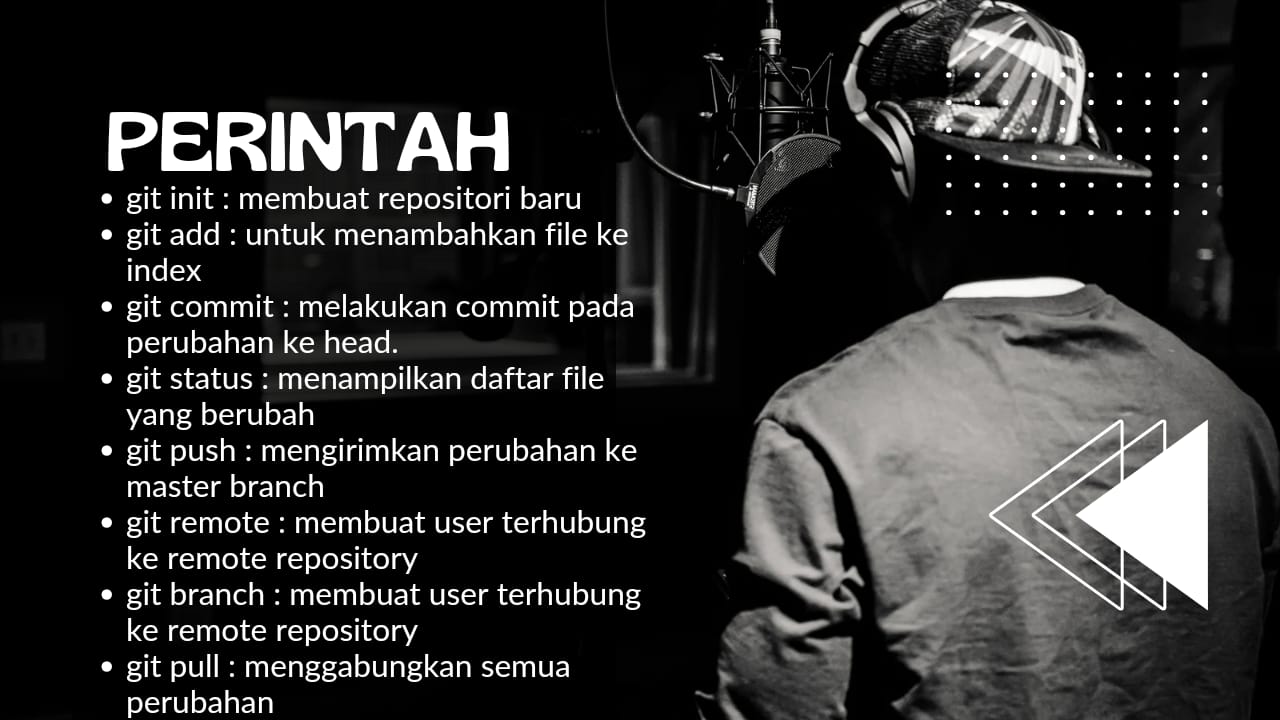 PERINTAH
git init : membuat repositori baru
git add : untuk menambahkan file ke
index
git commit : melakukan commit pada
perubahan ke head.
git status : menampilkan daftar file
yang berubah
git push : mengirimkan perubahan ke
master branch
git remote : membuat user terhubung
ke remote repository
git branch : membuat user terhubung
ke remote repository
git pull : menggabungkan semua
perubahan